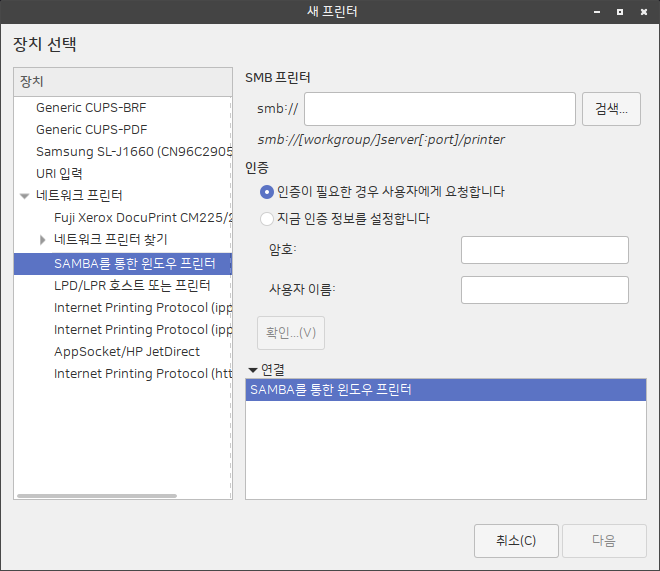 새 프린터
장치 선택
장치
Generic CUPS-BRF
Generic CUPS-PDF
Samsung SL-J1660 (CN96C2905
URI 입력
네트워크 프린터
Fuji Xerox DocuPrint CM225/2
네트워크 프린터 찾기
SAMBA를 통한 윈도우 프린터
LPD/LPR 호스트 또는 프린터
Internet Printing Protocol (ipp
Internet Printing Protocol (ipp
AppSocket/HP JetDirect
Internet Printing Protocol (htt
SMB 프린터
smb:// 검색...
smb://[workgroup/]server[:port]/printer
인증
인증이 필요한 경우 사용자에게 요청합니다
지금 인증 정보를 설정합니다
암호:
사용자 이름:
확인...(V)
연결
SAMBA를 통한 윈도우 프린터
취소(C) 다음